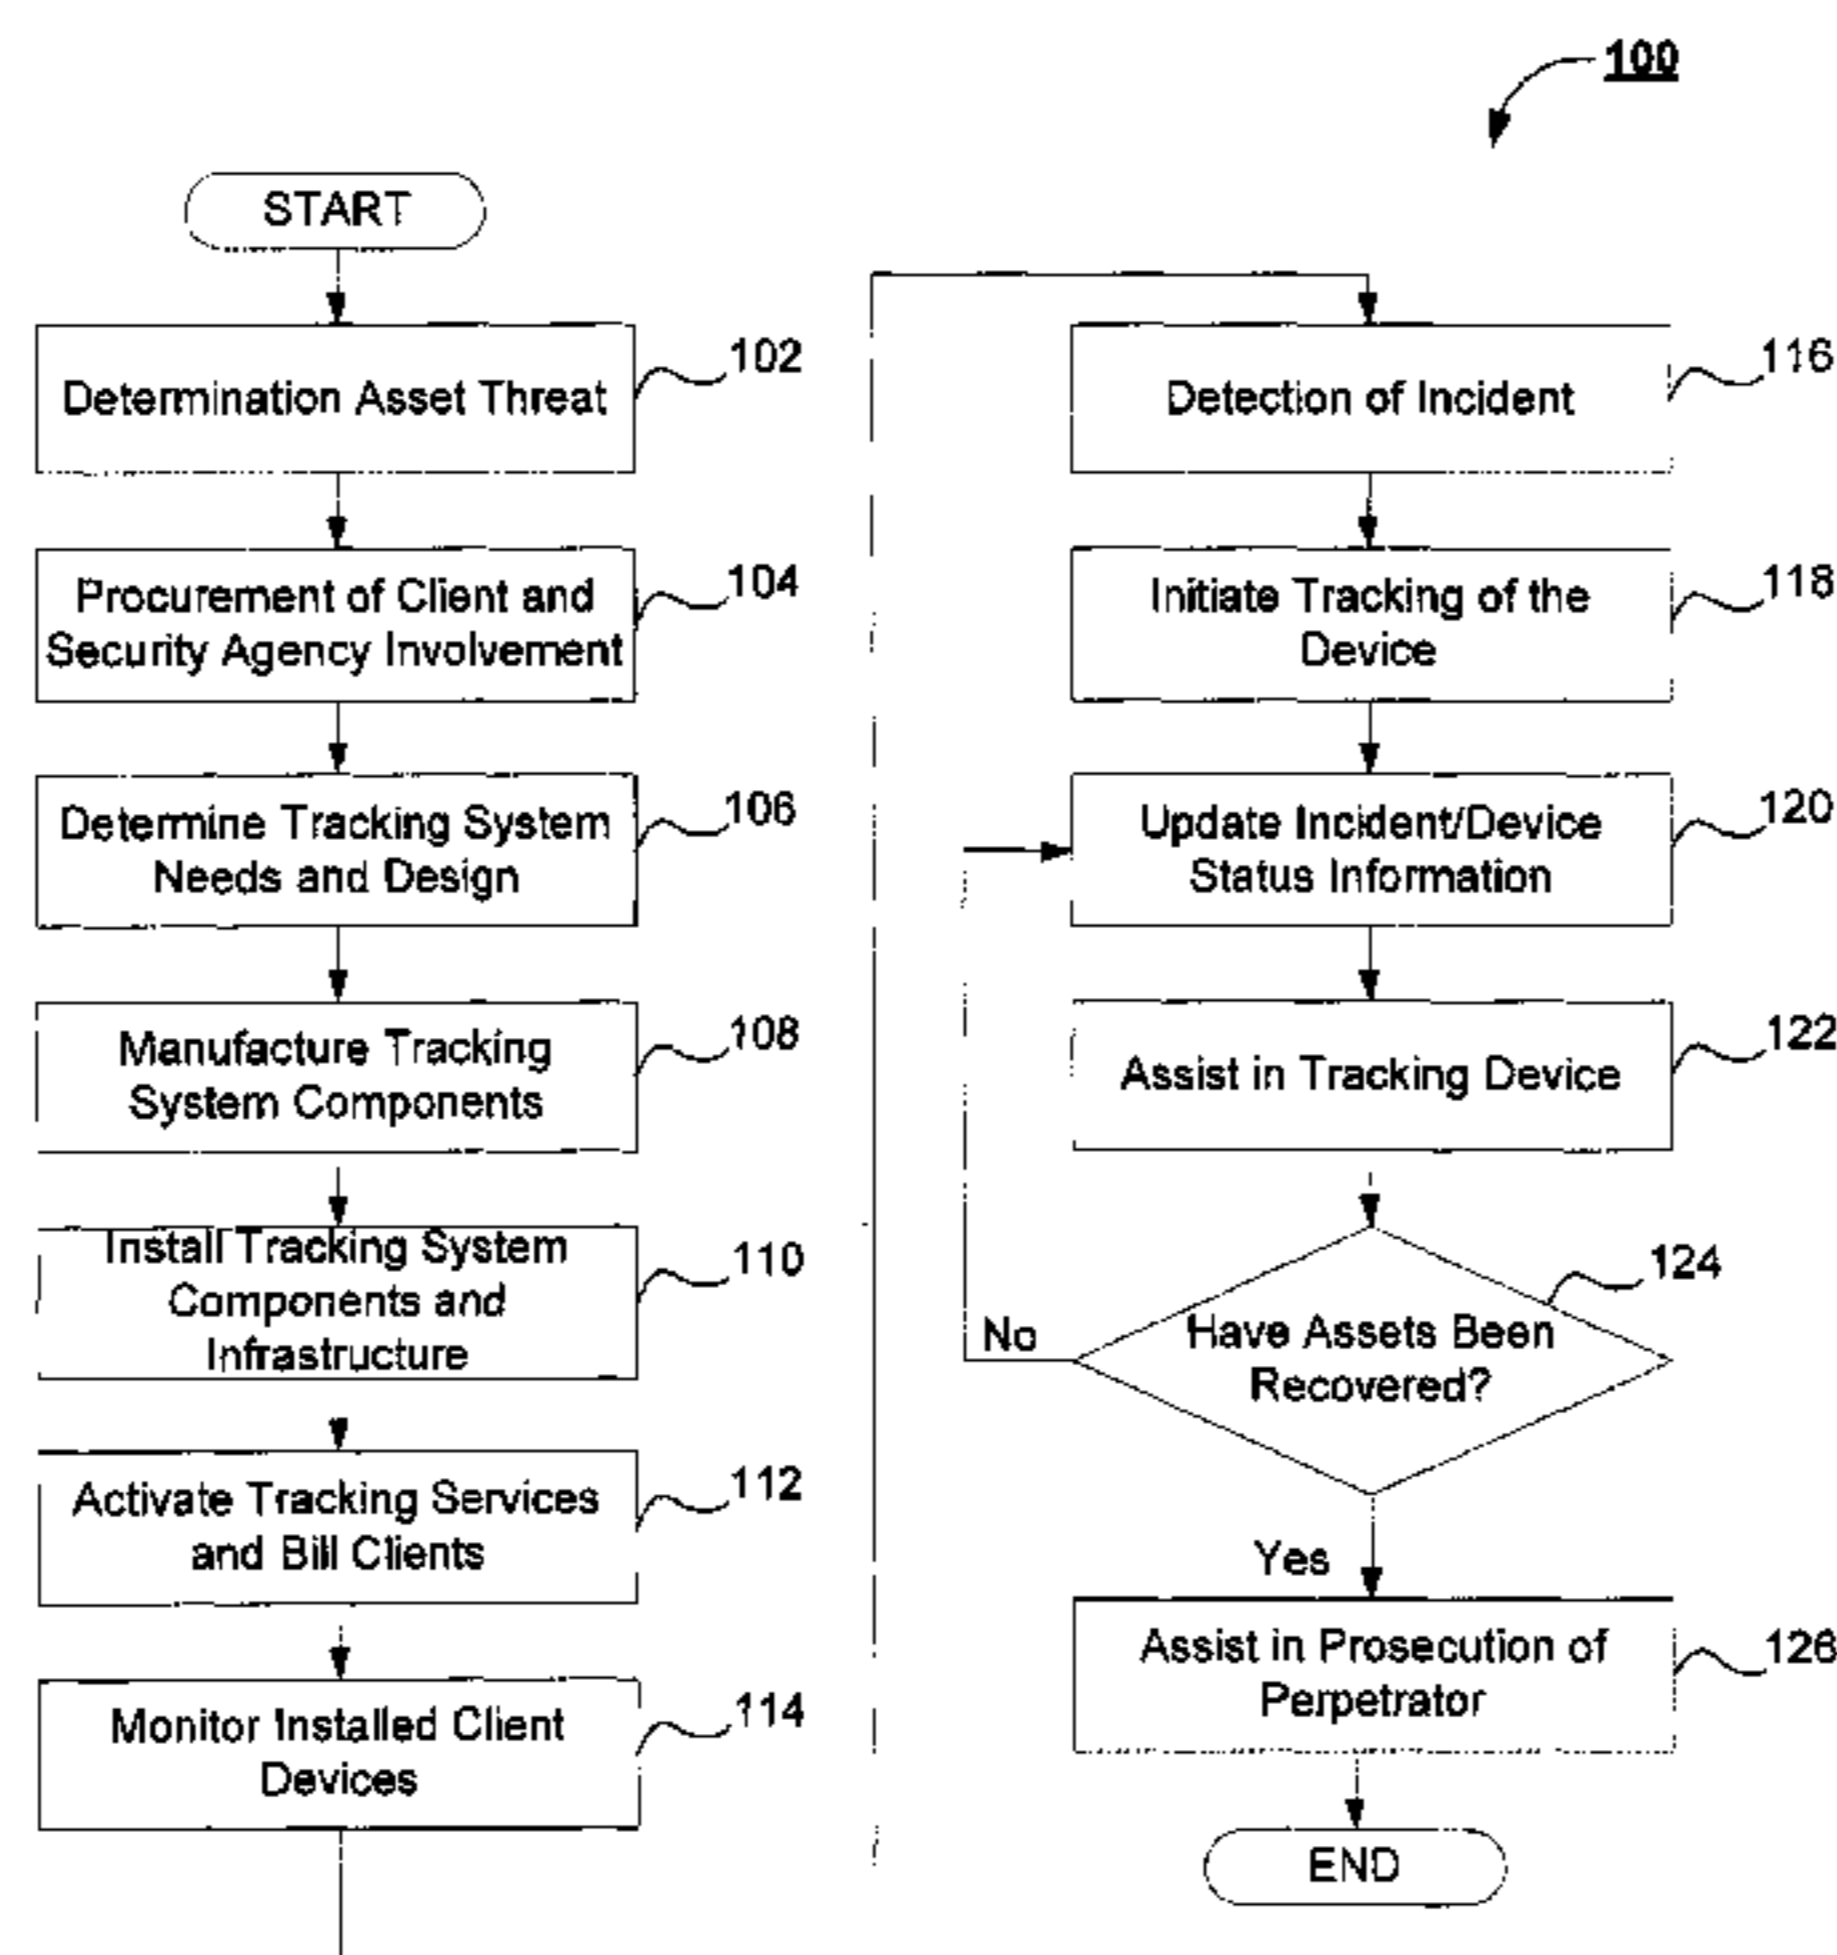 100
START
Determination Asset Threat
102
Procurement of Client and
Security Agency Involvement
104
Determine Tracking System
Needs and Design
106
Manufacture Tracking
System Components
108
Install Tracking System
Components and
Infrastructure
110
Activate Tracking Services
and Bill Clients
112
Monitor Installed Client
Devices
114
Detection of Incident
116
Initiate Tracking of the
Device
118
Update Incident/Device
Status Information
120
Assist in Tracking Device
122
Have Assets Been
Recovered?
124
No
Yes
Assist in Prosecution of
Perpetrator
126
END